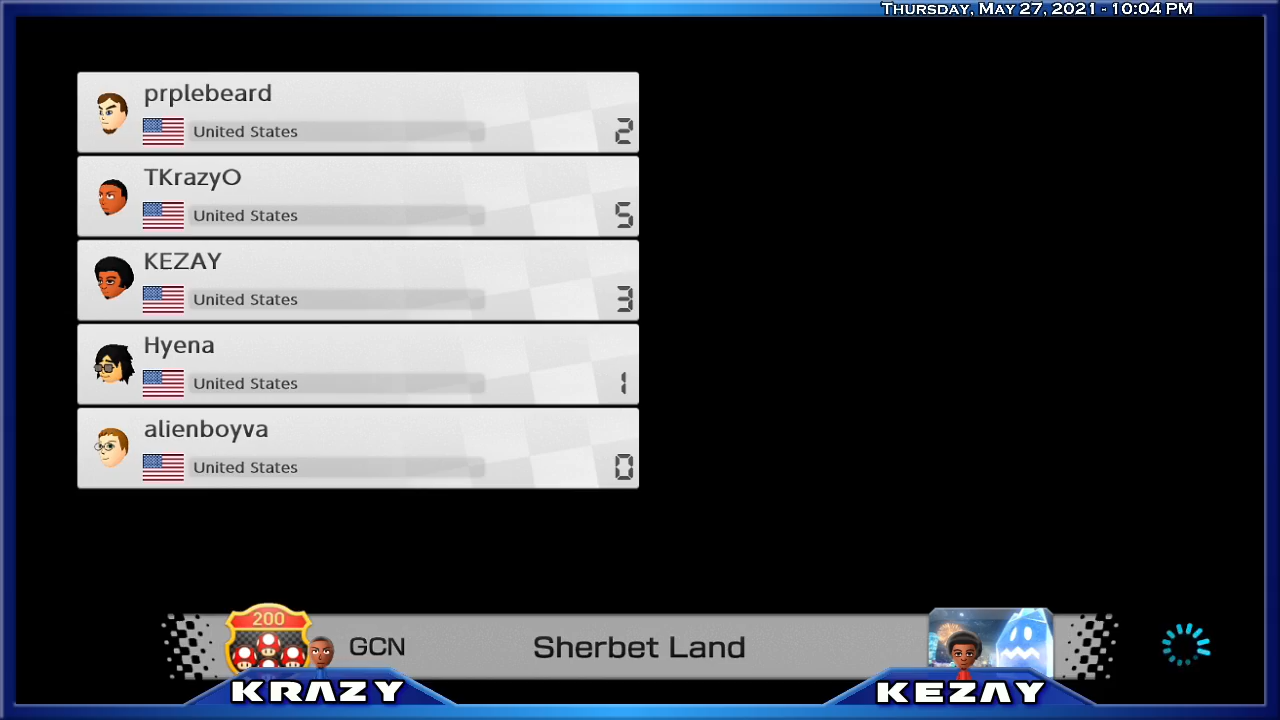 Thursday, May 27, 2021 - 10:04 PM
prplebeard
United States
2
TKrazyO
United States
5
KEZAY
United States
3
Hyena
United States
1
alienboyva
United States
0
200
GCN
Sherbet Land
KRAZY
KEZAY